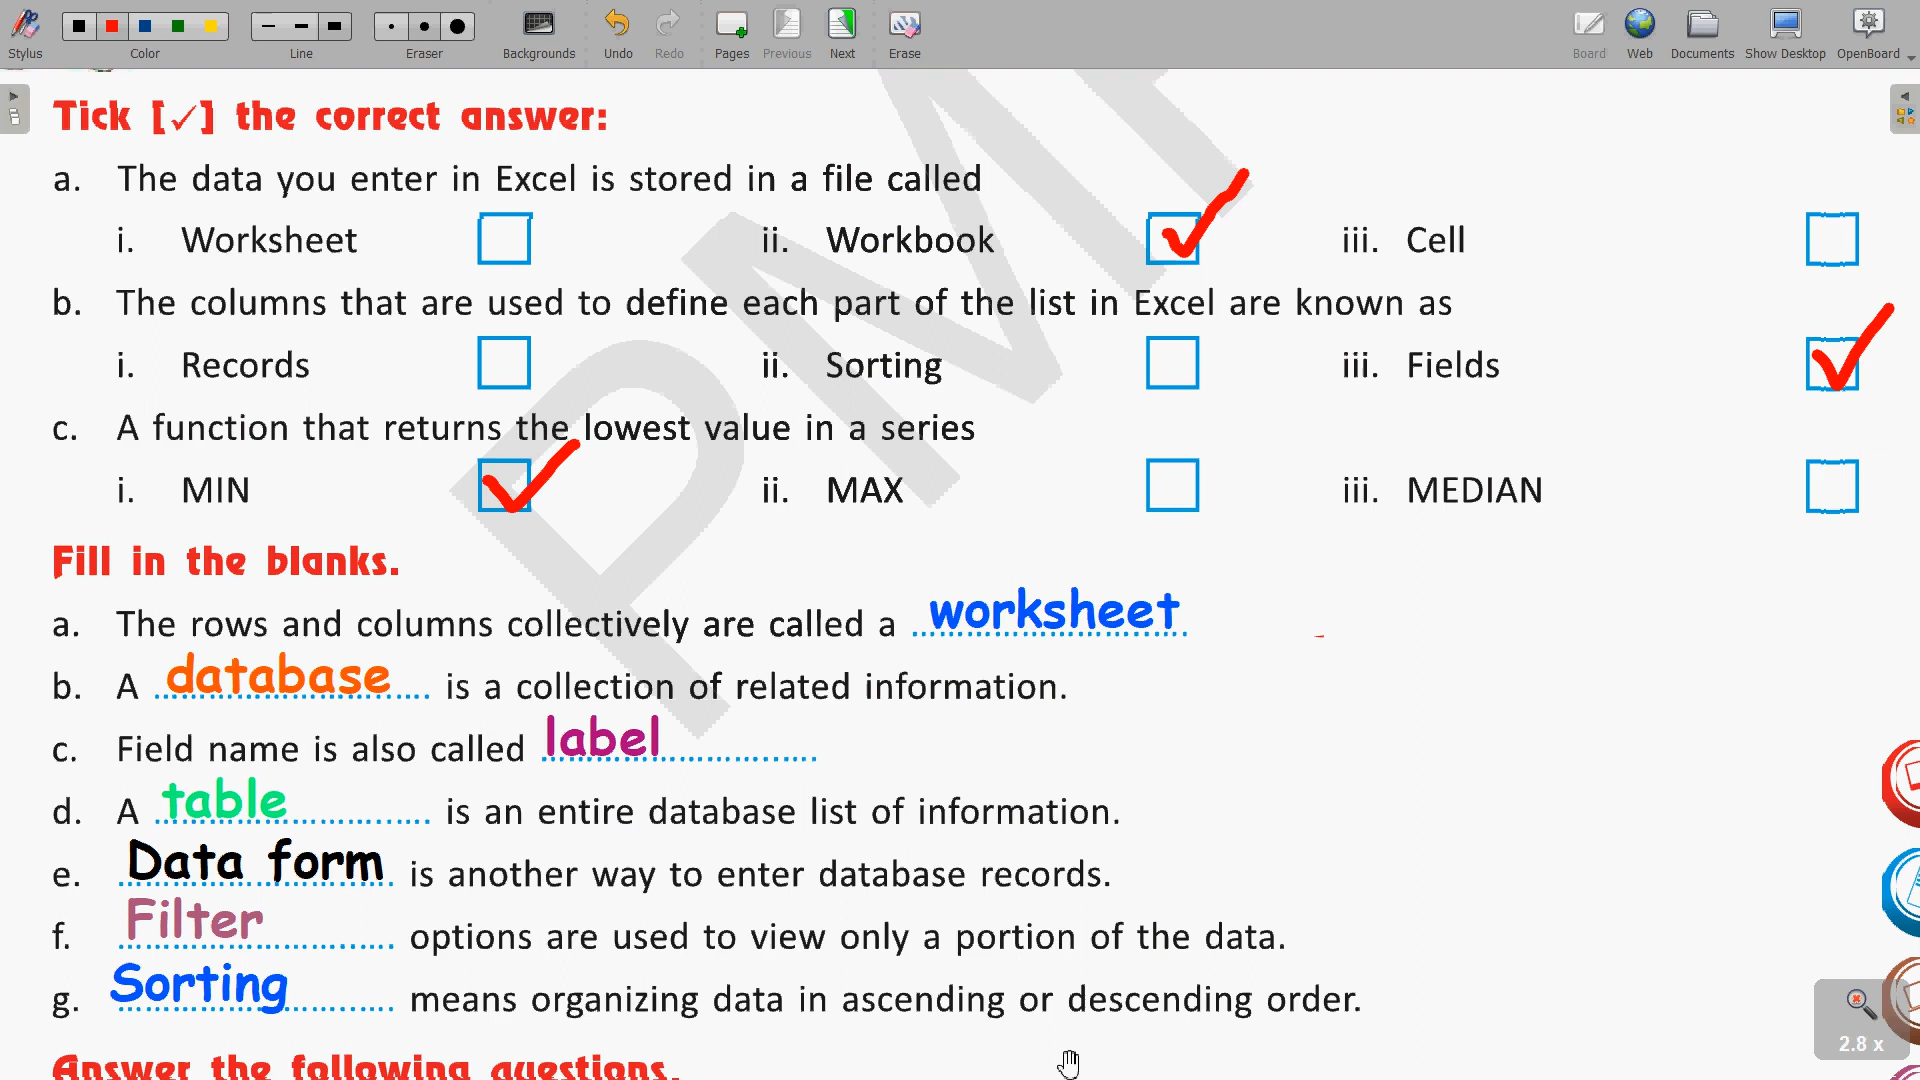 Stylus Color Line Eraser Backgrounds Undo Redo Pages Previous Next Erase Board Web Documents Show Desktop OpenBoard
Tick [✓] the correct answer:
a. The data you enter in Excel is stored in a file called
i. Worksheet ii. Workbook iii. Cell
b. The columns that are used to define each part of the list in Excel are known as
i. Records ii. Sorting iii. Fields
c. A function that returns the lowest value in a series
i. MIN ii. MAX iii. MEDIAN
Fill in the blanks.
a. The rows and columns collectively are called a worksheet
b. A database is a collection of related information.
c. Field name is also called label
d. A table is an entire database list of information.
e. Data form is another way to enter database records.
f. Filter options are used to view only a portion of the data.
g. Sorting means organizing data in ascending or descending order.
Answer the following questions.
2.8 x